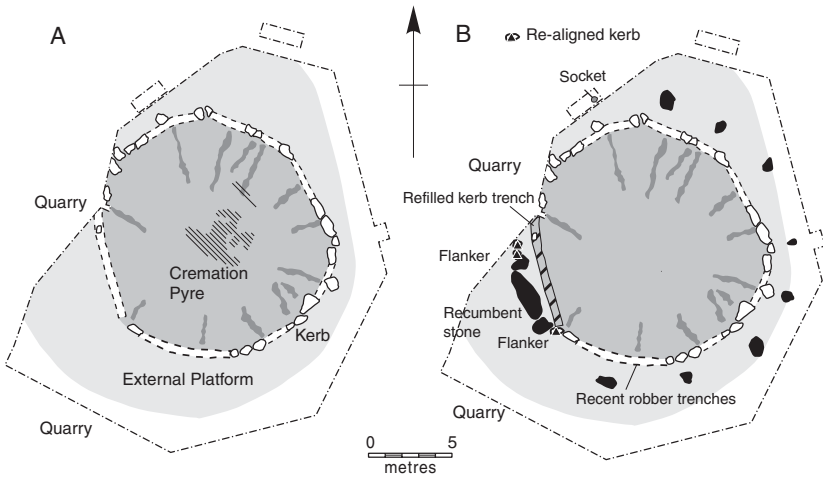 A
Quarry
Cremation
Pyre
Kerb
External Platform
Quarry
B
Re-aligned kerb
Socket
Quarry
Refilled kerb trench
Flanker
Recumbent
stone
Flanker
Recent robber trenches
Quarry
0 5
metres